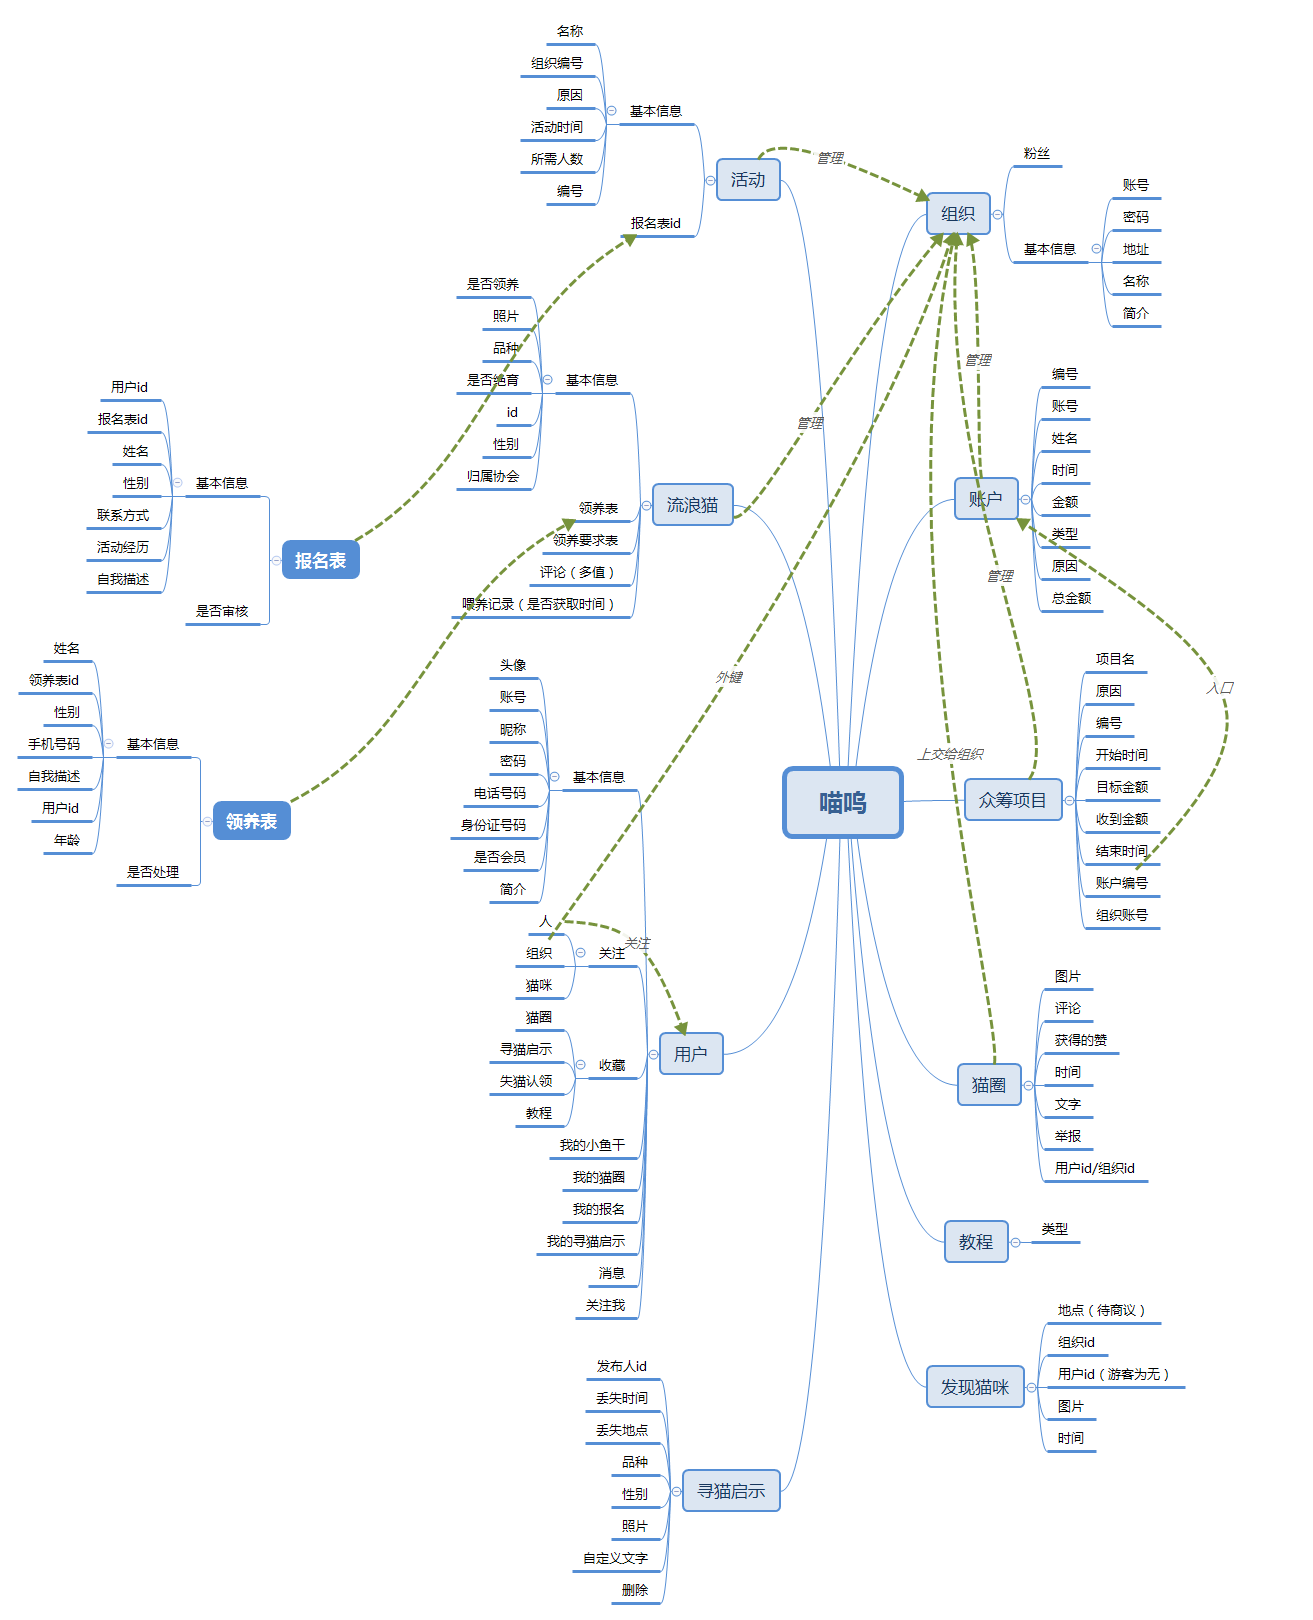 喵呜
活动
基本信息
名称
组织编号
原因
活动时间
所需人数
编号
报名表id
流浪猫
基本信息
是否领养
照片
品种
是否绝育
id
性别
归属协会
领养表
领养要求表
评论（多值）
喂养记录（是否获取时间）
报名表
基本信息
用户id
报名表id
姓名
性别
联系方式
活动经历
自我描述
是否审核
领养表
基本信息
姓名
领养表id
性别
手机号码
自我描述
用户id
年龄
是否处理
用户
基本信息
头像
账号
昵称
密码
电话号码
身份证号码
是否会员
简介
关注
人
组织
猫咪
收藏
猫圈
寻猫启示
失猫认领
教程
我的小鱼干
我的猫圈
我的报名
我的寻猫启示
消息
关注我
寻猫启示
发布人id
丢失时间
丢失地点
品种
性别
照片
自定义文字
删除
组织
粉丝
基本信息
账号
密码
地址
名称
简介
账户
编号
账号
姓名
时间
金额
类型
原因
总金额
众筹项目
项目名
原因
编号
开始时间
目标金额
收到金额
结束时间
账户编号
组织账号
猫圈
图片
评论
获得的赞
时间
文字
举报
用户id/组织id
教程
类型
发现猫咪
地点（待商议）
组织id
用户id（游客为无）
图片
时间
管理
管理
管理
管理
外键
上交给组织
入口
关注